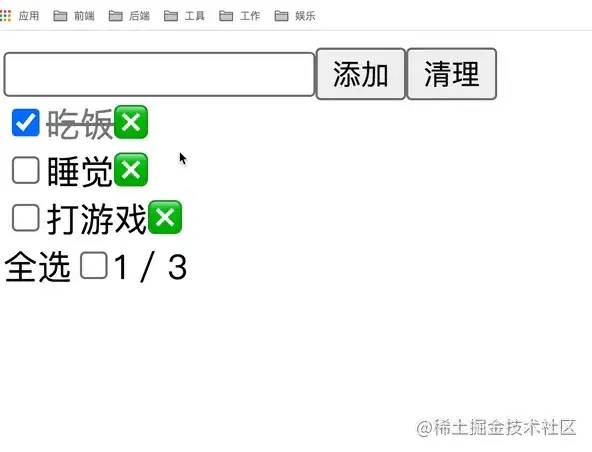 应用 前端 后端 工具 工作 娱乐
添加 清理
吃饭
睡觉
打游戏
全选 1 / 3
@稀土掘金技术社区